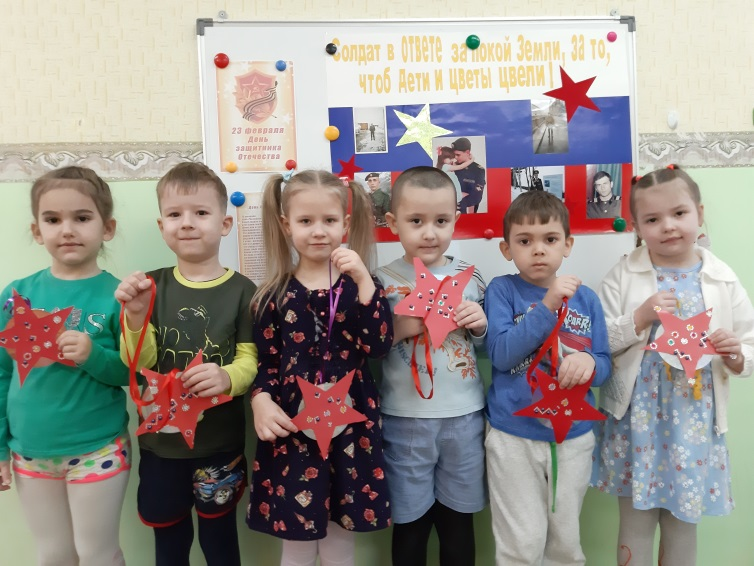 Солдат в ОТВЕТЕ за покой Земли, за то,
чтоб Дети и Цветы цвели!
23 февраля
День
защитника
Отечества